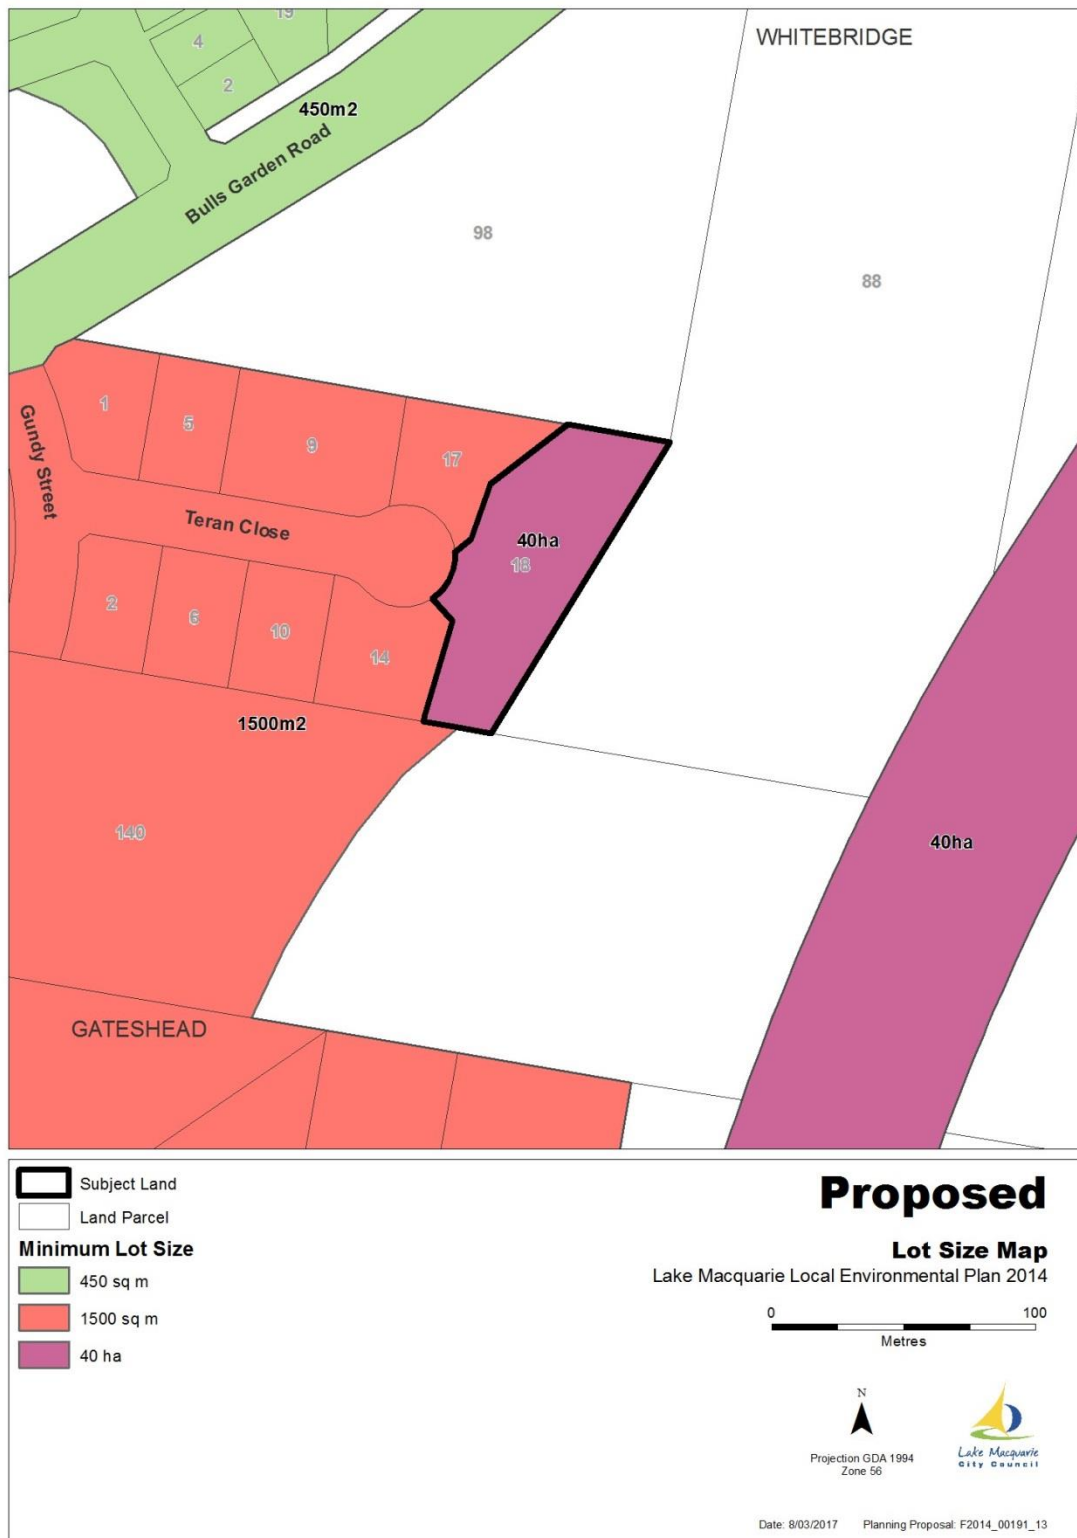 19
WHITEBRIDGE
4
2
450m2
Bulls Garden Road
98
88
1
5
9
17
Gundy Street
Teran Close
40ha
18
2
6
10
14
1500m2
140
40ha
GATESHEAD
Subject Land
Land Parcel
Minimum Lot Size
450 sq m
1500 sq m
40 ha
Proposed
Lot Size Map
Lake Macquarie Local Environmental Plan 2014
0 100
Metres
N
Projection GDA 1994
Zone 56
Lake Macquarie
City Council
Date: 8/03/2017 Planning Proposal: F2014_00191_13